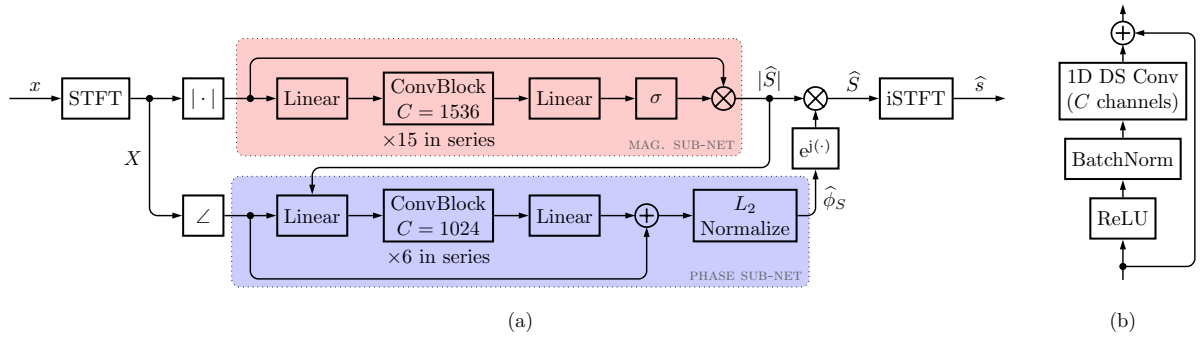 x
STFT
X
| · |
∠
Linear
ConvBlock
C = 1536
×15 in series
Linear
σ
MAG. SUB-NET
|Ŝ|
Linear
ConvBlock
C = 1024
×6 in series
Linear
L₂
Normalize
PHASE SUB-NET
ϕ̂_S
e^{j(·)}
Ŝ
iSTFT
ŝ
(a)
1D DS Conv
(C channels)
BatchNorm
ReLU
(b)